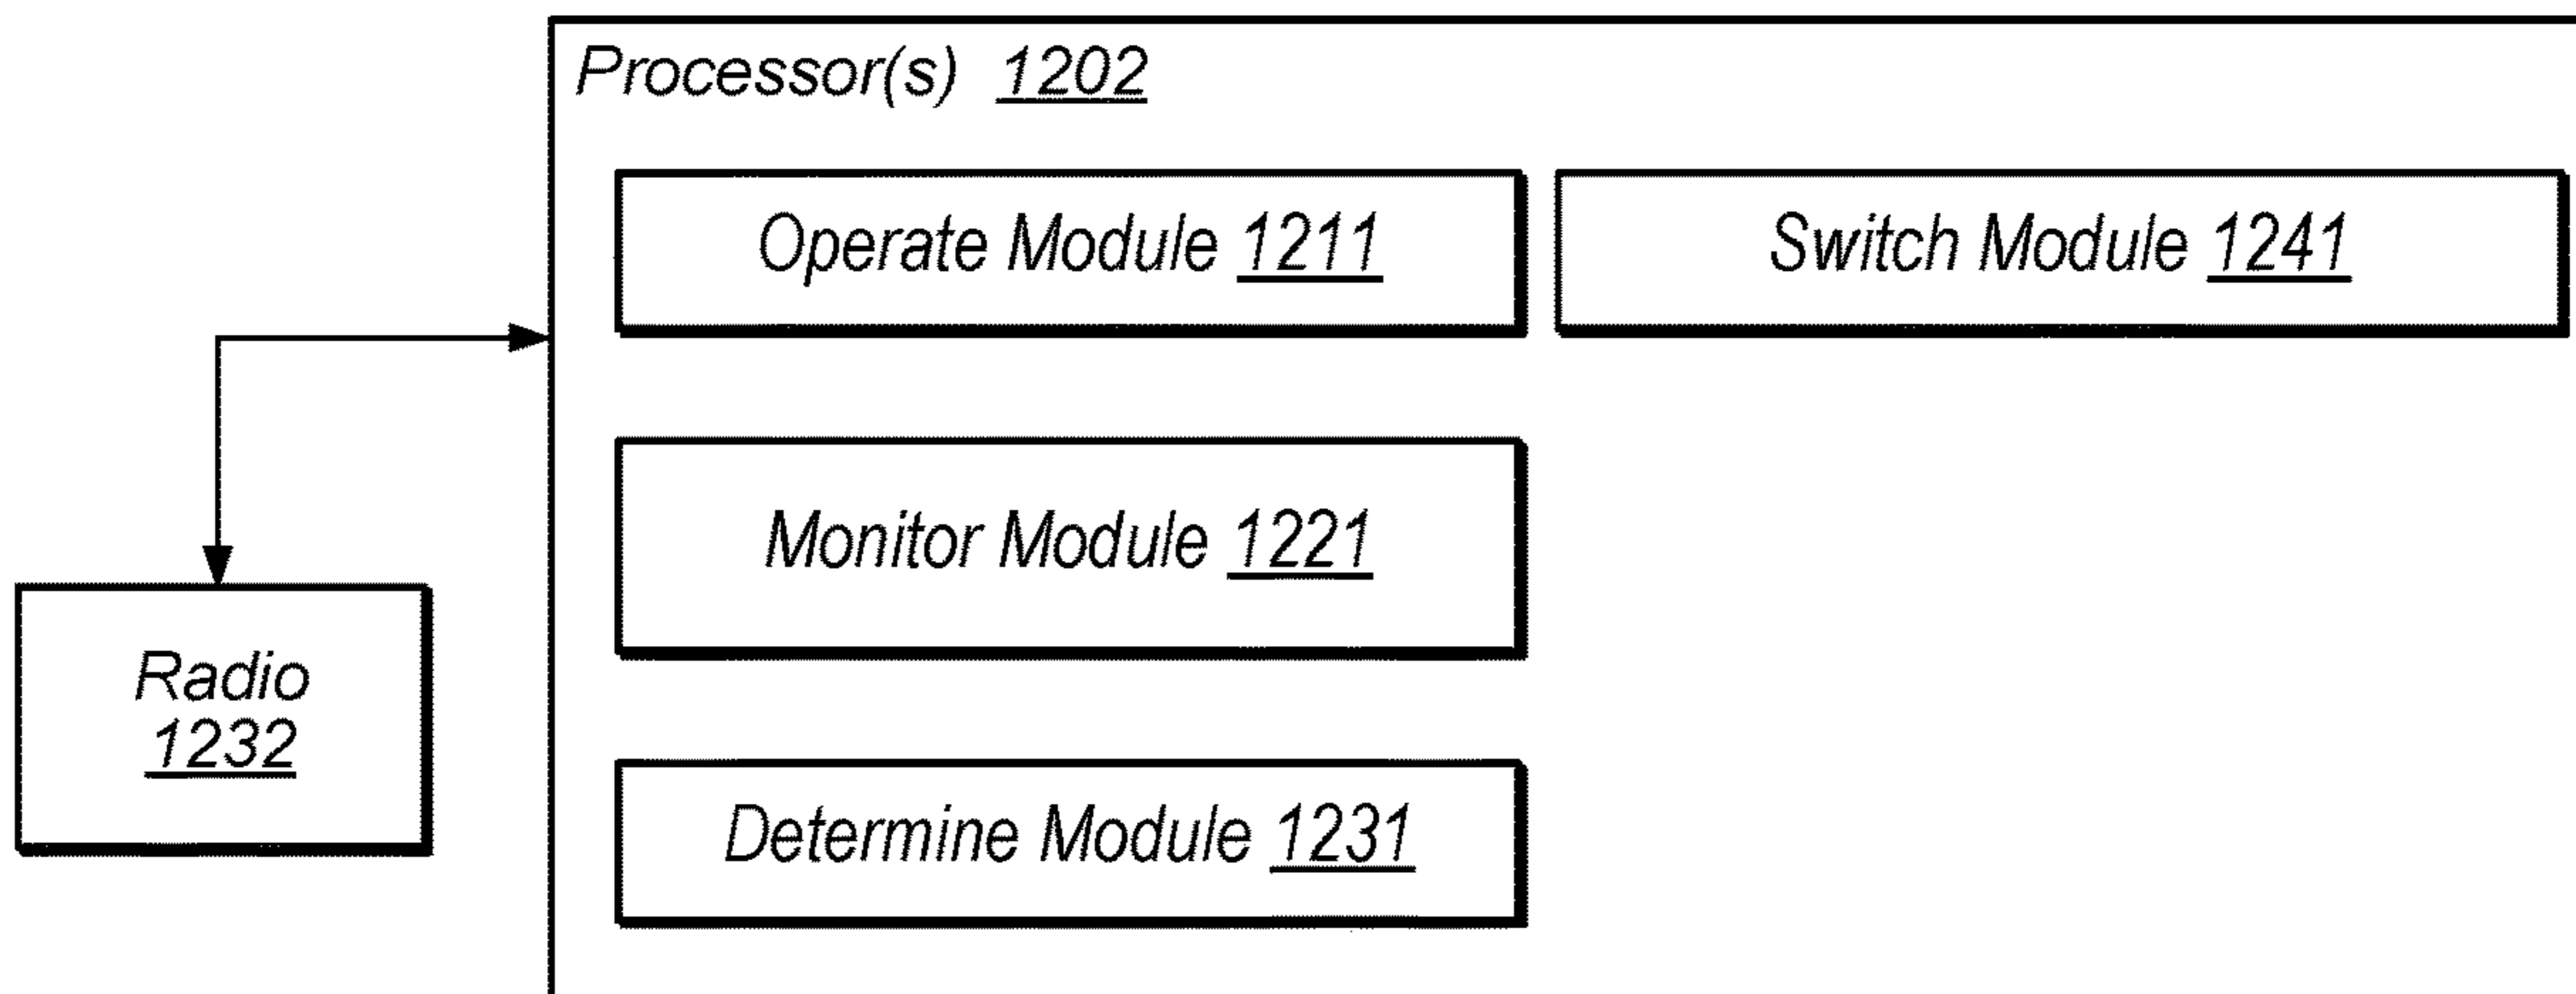 Processor(s) 1202
Operate Module 1211
Switch Module 1241
Monitor Module 1221
Radio
1232
Determine Module 1231